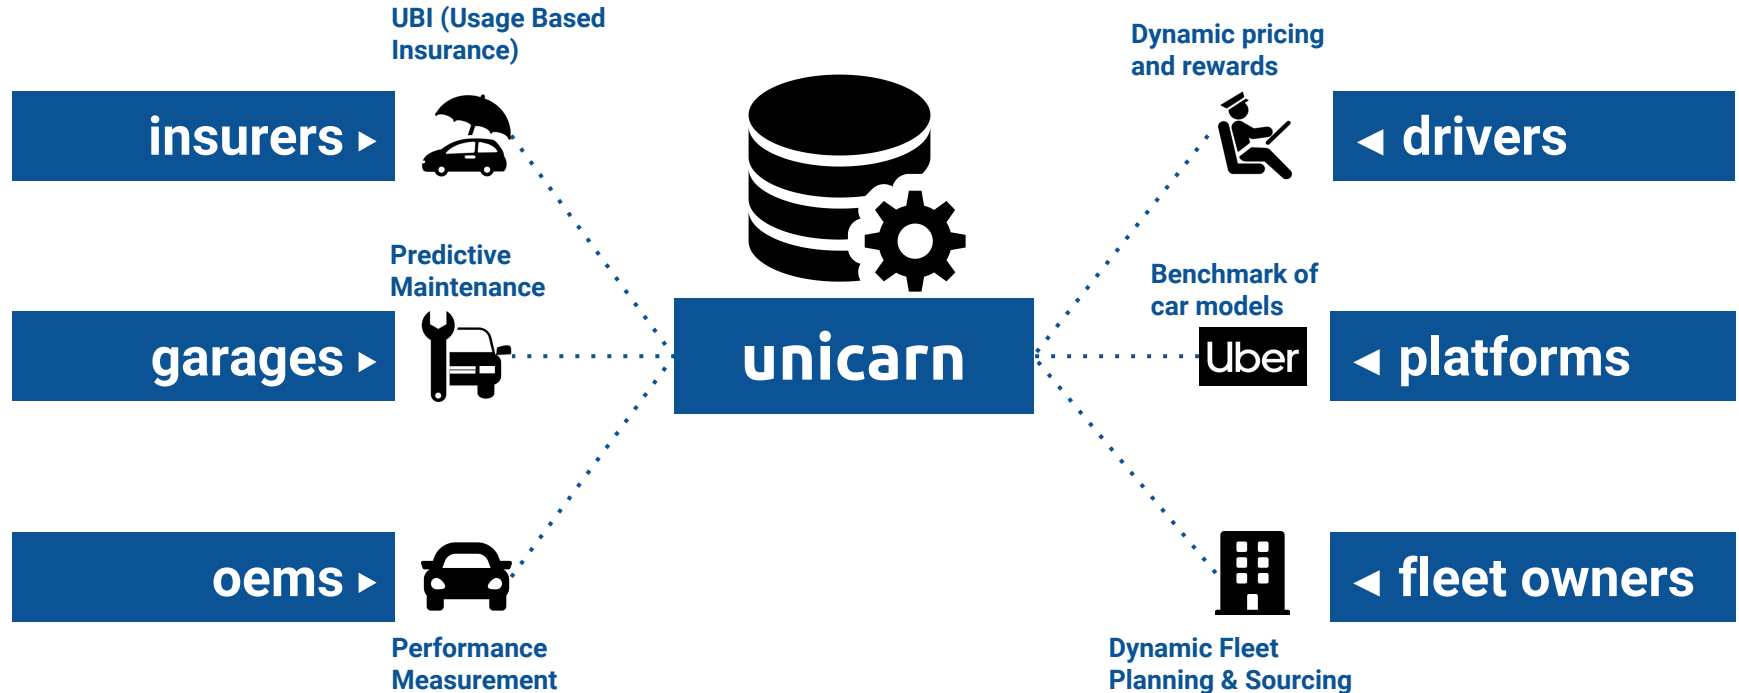 UBI (Usage Based
Insurance)
insurers ▸
Predictive
Maintenance
garages ▸
oems ▸
Performance
Measurement
unicarn
Dynamic pricing
and rewards
◂ drivers
Benchmark of
car models
Uber
◂ platforms
◂ fleet owners
Dynamic Fleet
Planning & Sourcing